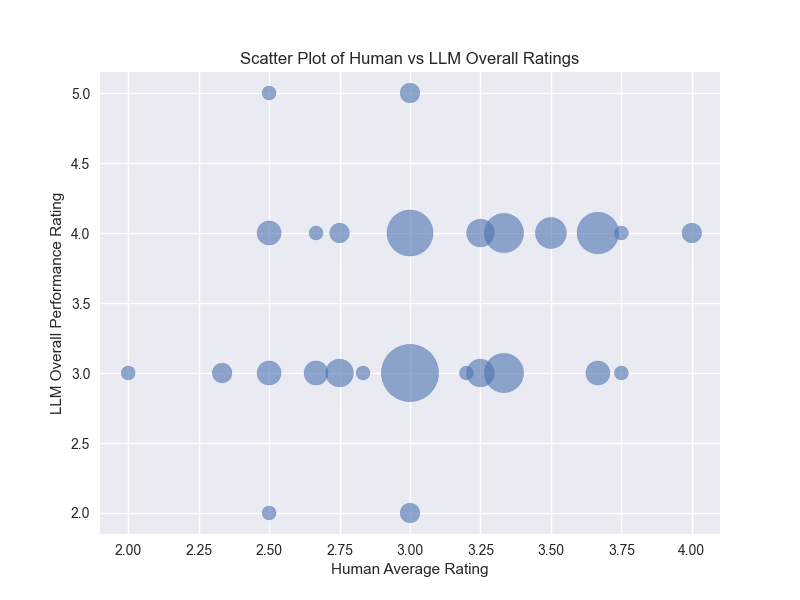 Scatter Plot of Human vs LLM Overall Ratings
LLM Overall Performance Rating
5.0
4.5
4.0
3.5
3.0
2.5
2.0
2.00 2.25 2.50 2.75 3.00 3.25 3.50 3.75 4.00
Human Average Rating